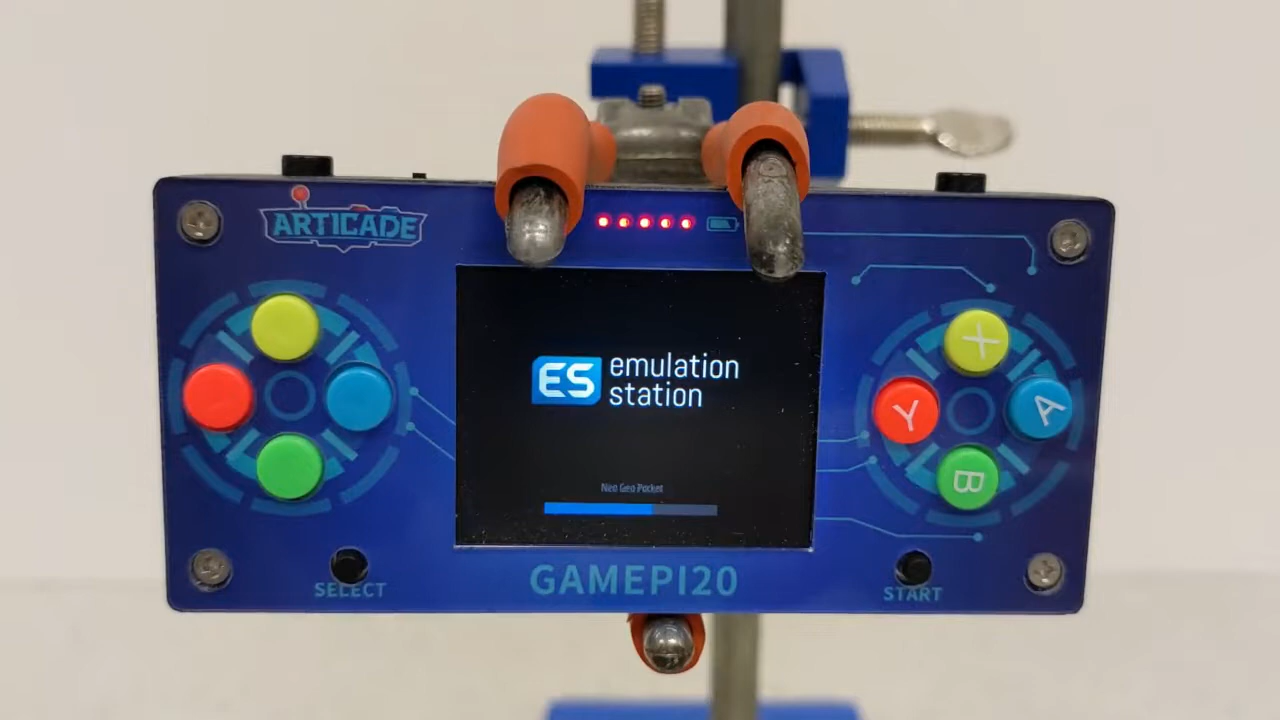 ARTICADE
ES emulation
station
Neo Geo Pocket
X
Y
A
B
SELECT
GAMEPI20
START